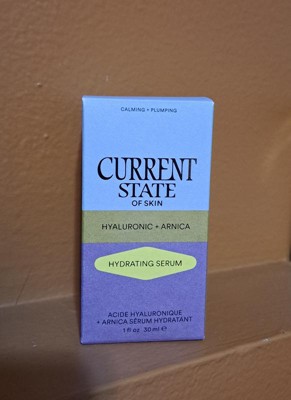 CALMING + PLUMPING
CURRENT
STATE
OF SKIN
HYALURONIC + ARNICA
HYDRATING SERUM
ACIDE HYALURONIQUE
+ ARNICA SÉRUM HYDRATANT
1 fl oz 30 ml ℮